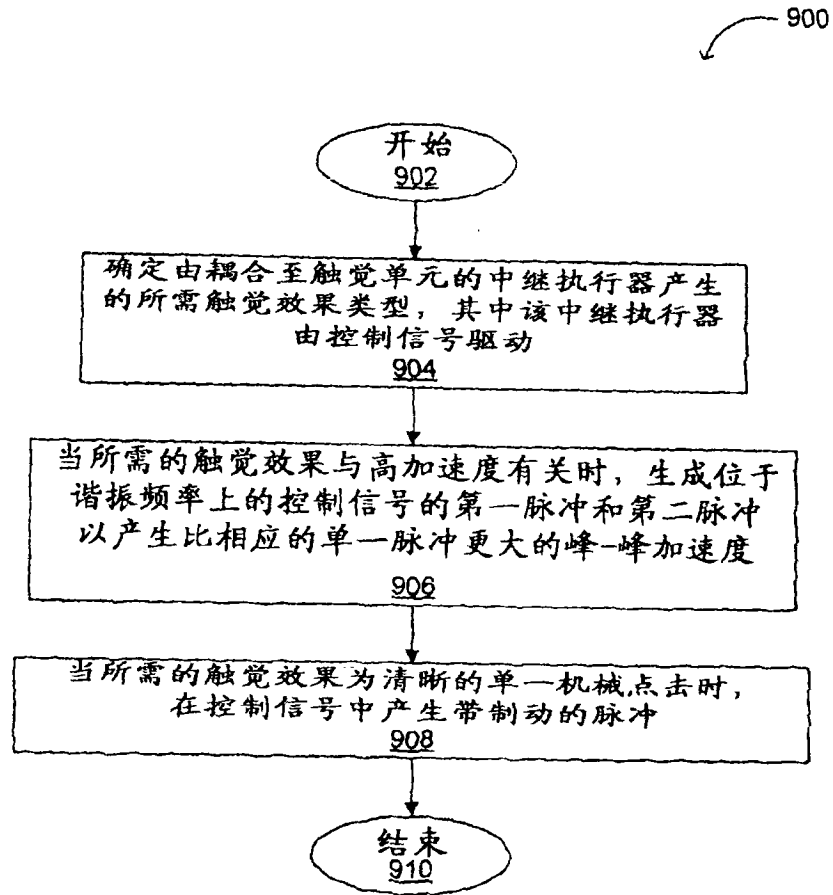 900
开始
902
确定由耦合至触觉单元的中继执行器产生
的所需触觉效果类型，其中该中继执行器
由控制信号驱动
904
当所需的触觉效果与高加速度有关时，生成位于
谐振频率上的控制信号的第一脉冲和第二脉冲
以产生比相应的单一脉冲更大的峰-峰加速度
906
当所需的触觉效果为清晰的单一机械点击时，
在控制信号中产生带制动的脉冲
908
结束
910